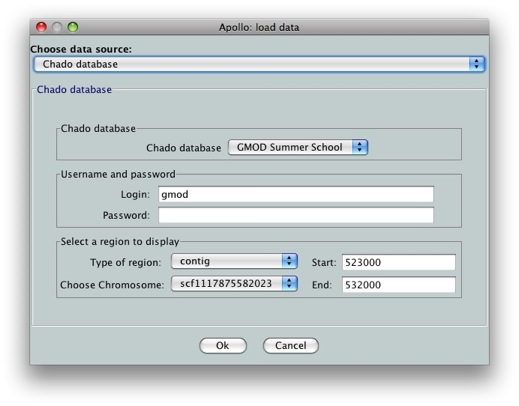 Apollo: load data
Choose data source:
Chado database
Chado database
Chado database
Chado database GMOD Summer School
Username and password
Login: gmod
Password:
Select a region to display
Type of region: contig Start: 523000
Choose Chromosome: scf1117875582023 End: 532000
Ok Cancel